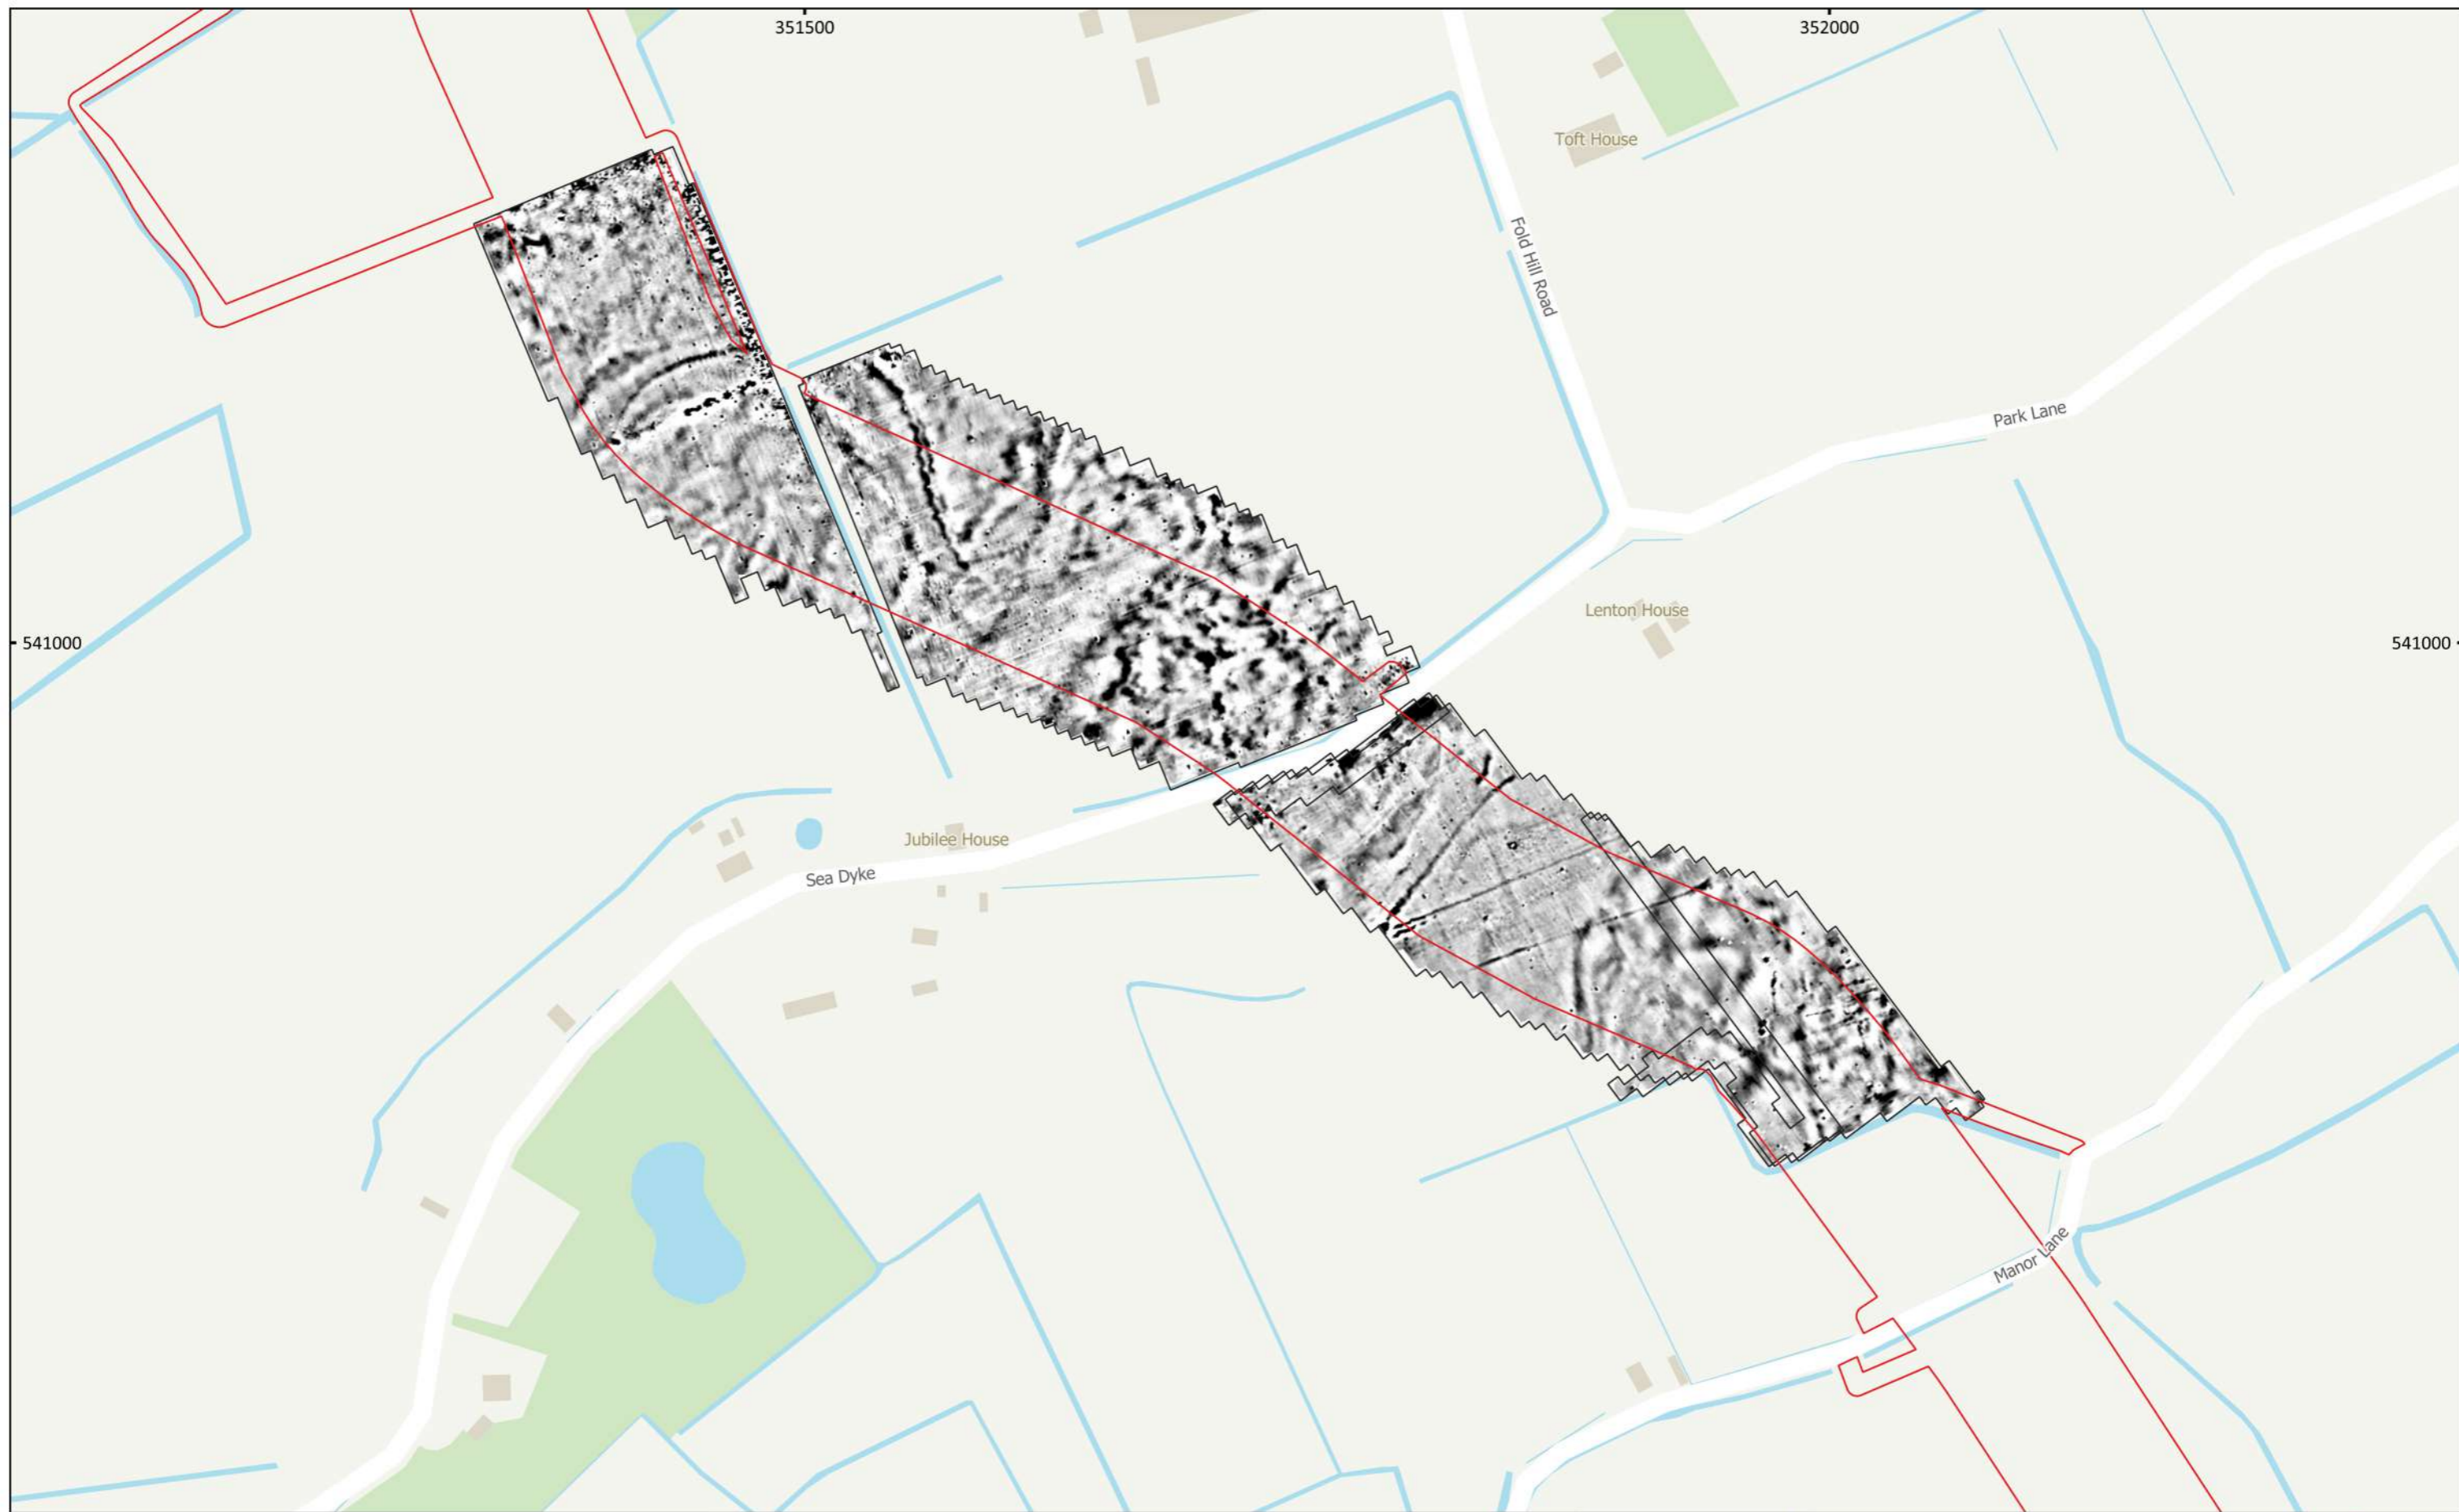 351500
352000
Toft House
Fold Hill Road
Park Lane
Lenton House
541000
541000
Jubilee House
Sea Dyke
Manor Lane